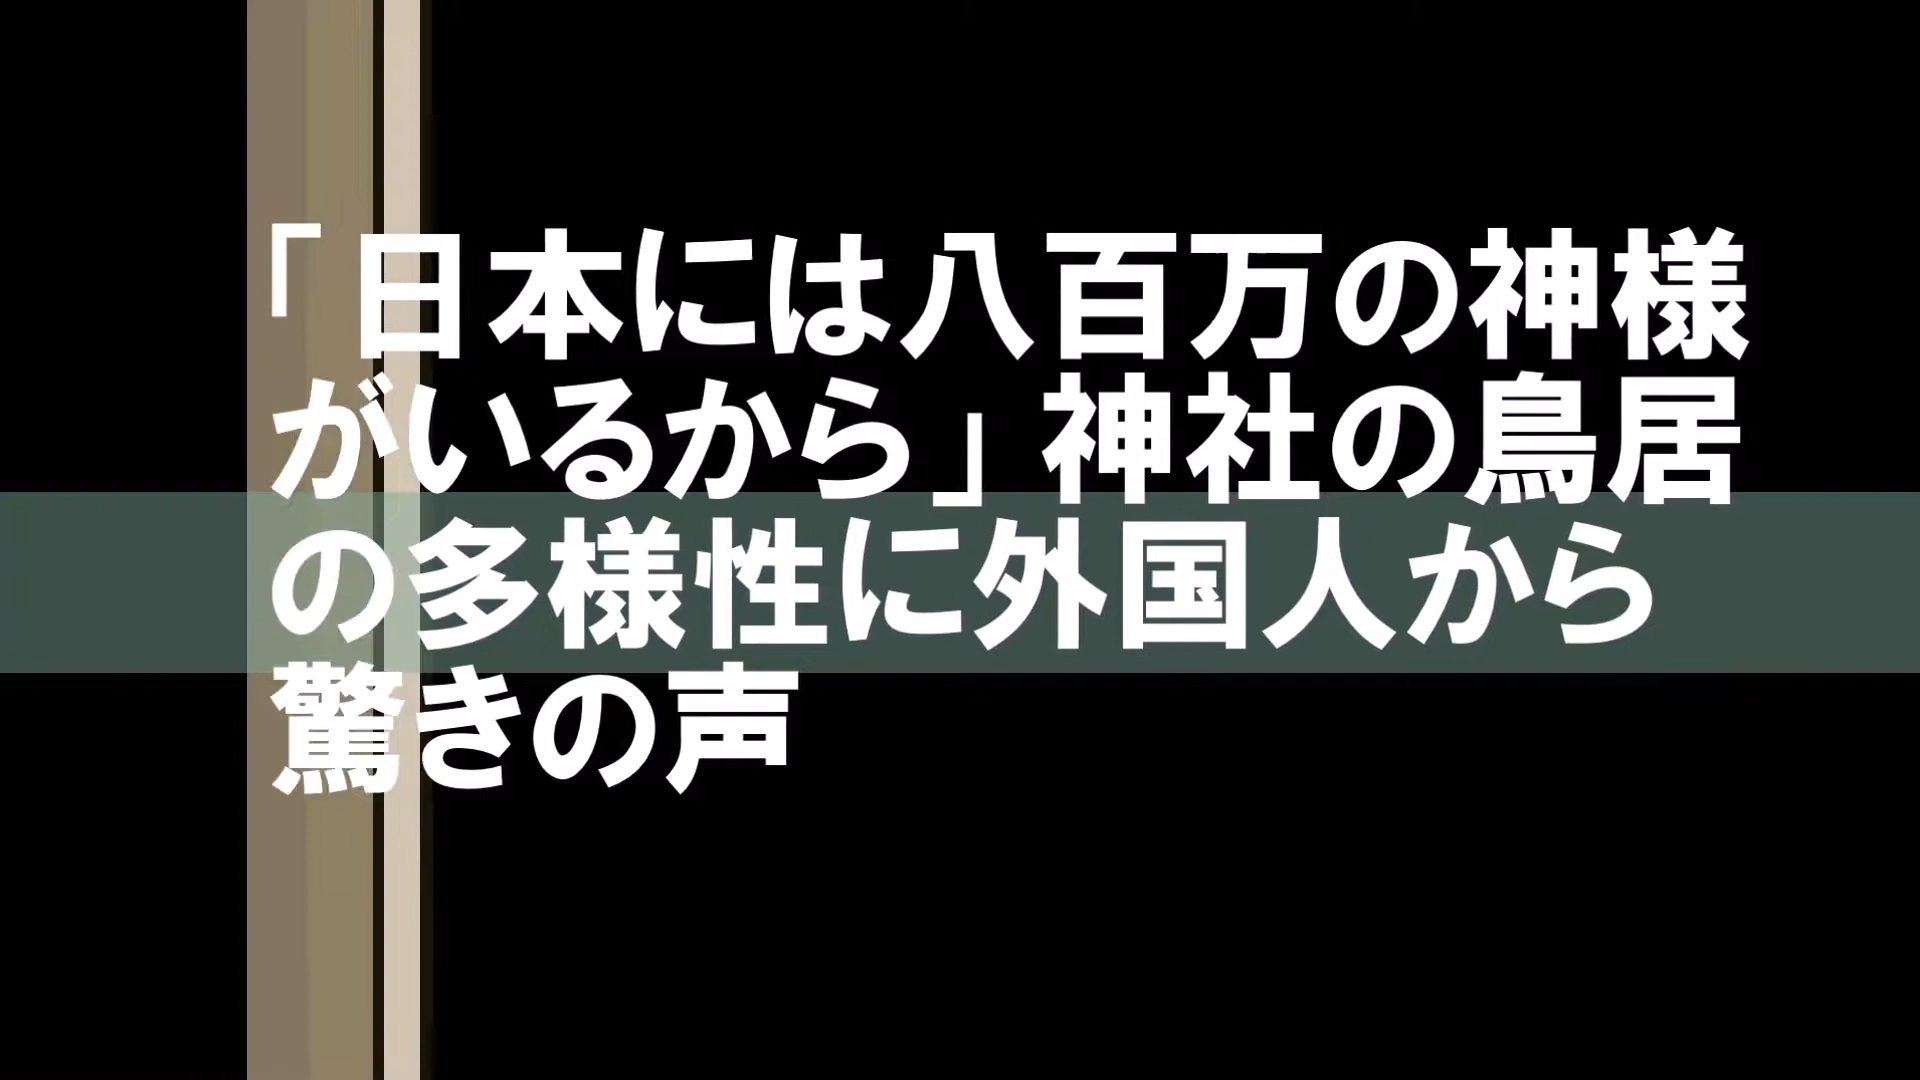 「日本には八百万の神様
がいるから」神社の鳥居
の多様性に外国人から
驚きの声